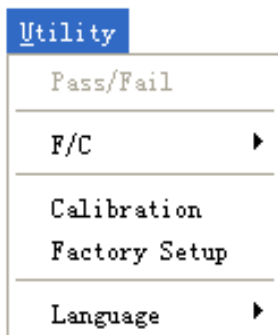 Utility
Pass/Fail
F/C
Calibration
Factory Setup
Language